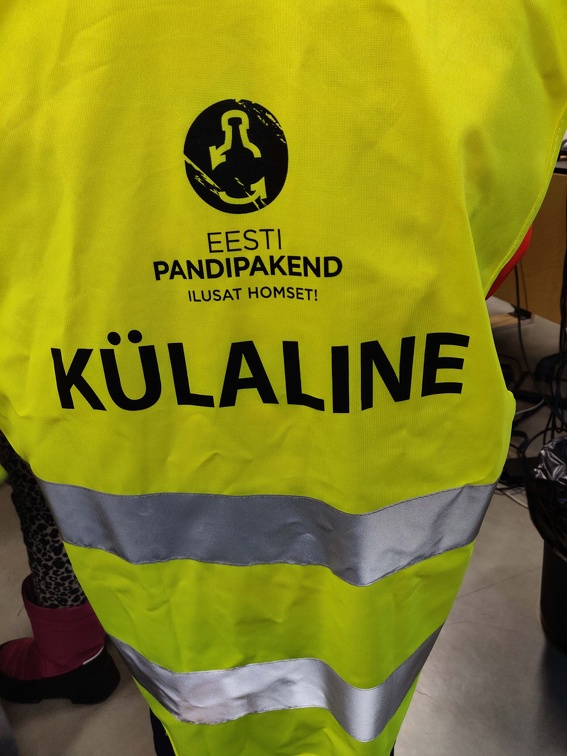 EESTI
PANDIPAKEND
ILUSAT HOMSET!
KÜLALINE